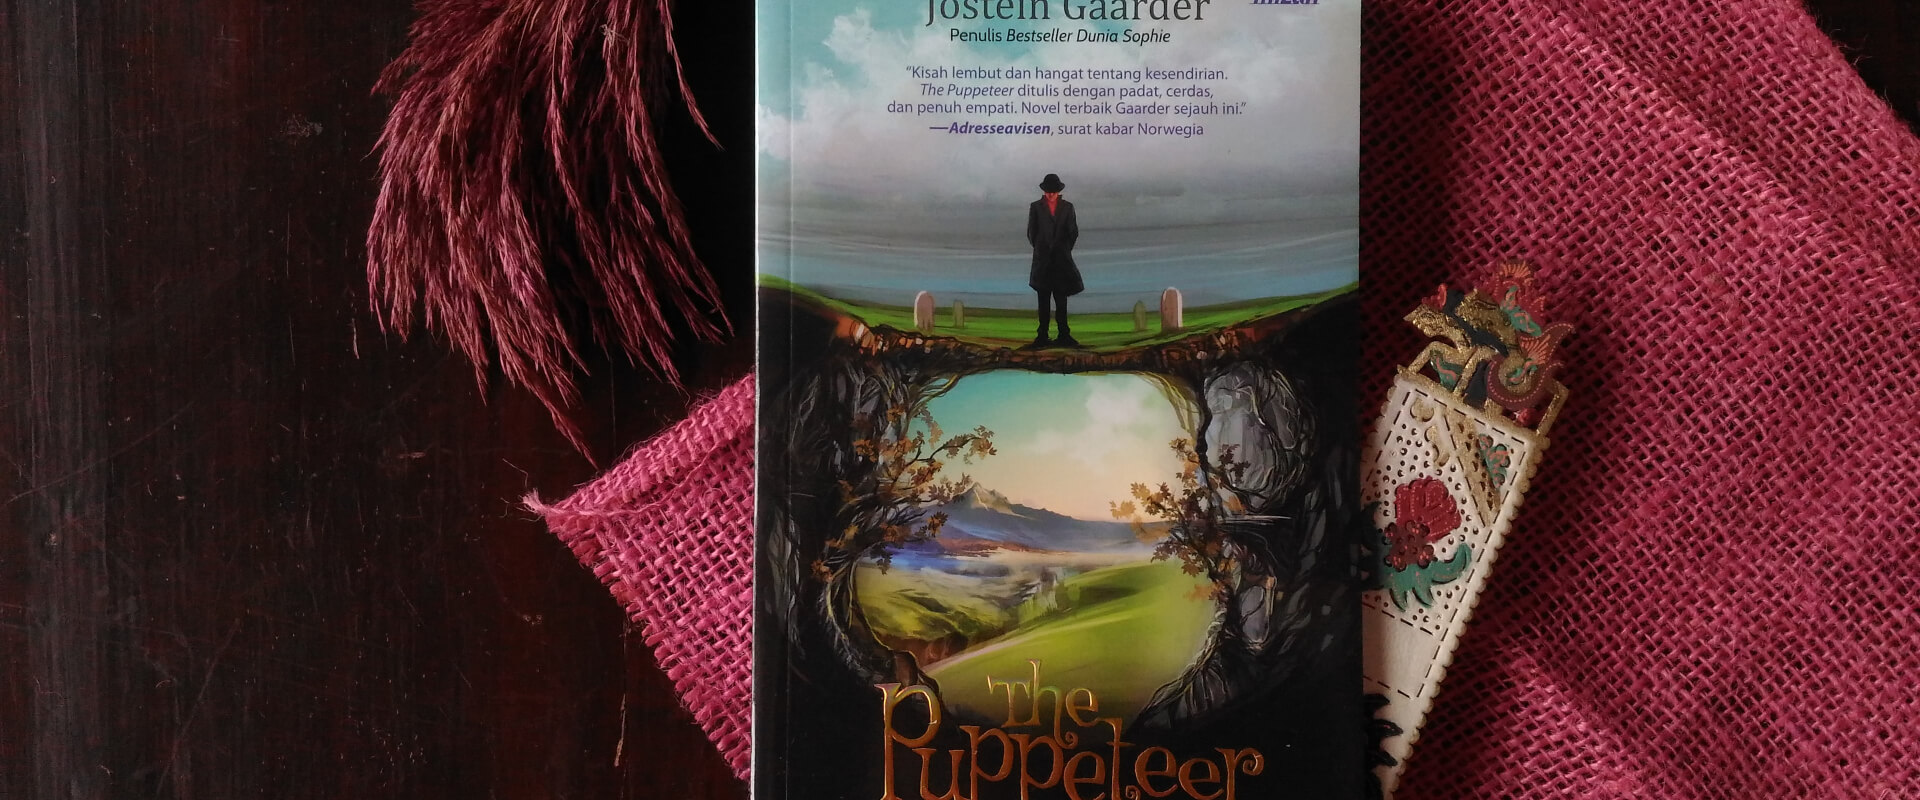 Jostein Gaarder
Penulis Bestseller Dunia Sophie
“Kisah lembut dan hangat tentang kesendirian.
The Puppeteer ditulis dengan padat, cerdas,
dan penuh empati. Novel terbaik Gaarder sejauh ini.”
—Adresseavisen, surat kabar Norwegia
The
Puppeteer